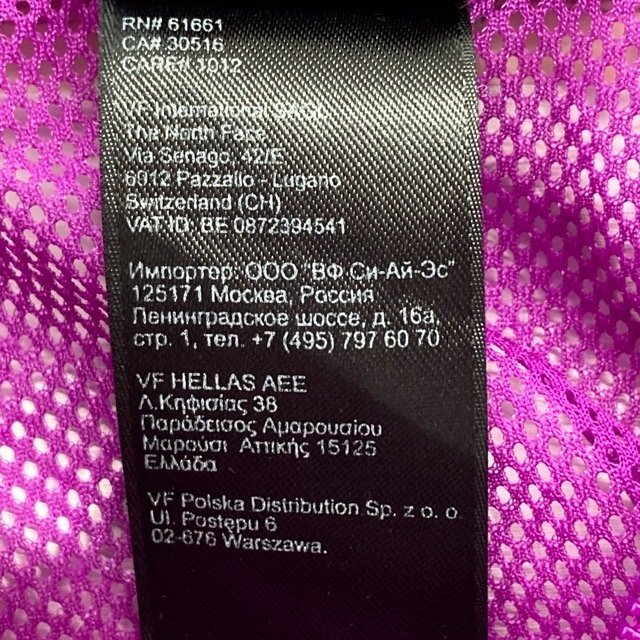 RN# 61661
CA# 30516
CARE# 1012
VF International SAGL
The North Face
Via Senago, 42/E
6912 Pazzallo - Lugano
Switzerland (CH)
VAT ID: BE 0872394541
Импортер: ООО "ВФ Си-Ай-Эс"
125171 Москва, Россия
Ленинградское шоссе, д. 16а,
стр. 1, тел. +7 (495) 797 60 70
VF HELLAS AEE
Λ.Κηφισίας 38
Παράδεισος Αμαρουσίου
Μαρούσι Αττικής 15125
Ελλάδα
VF Polska Distribution Sp. z o. o.
Ul. Postępu 6
02-676 Warszawa.